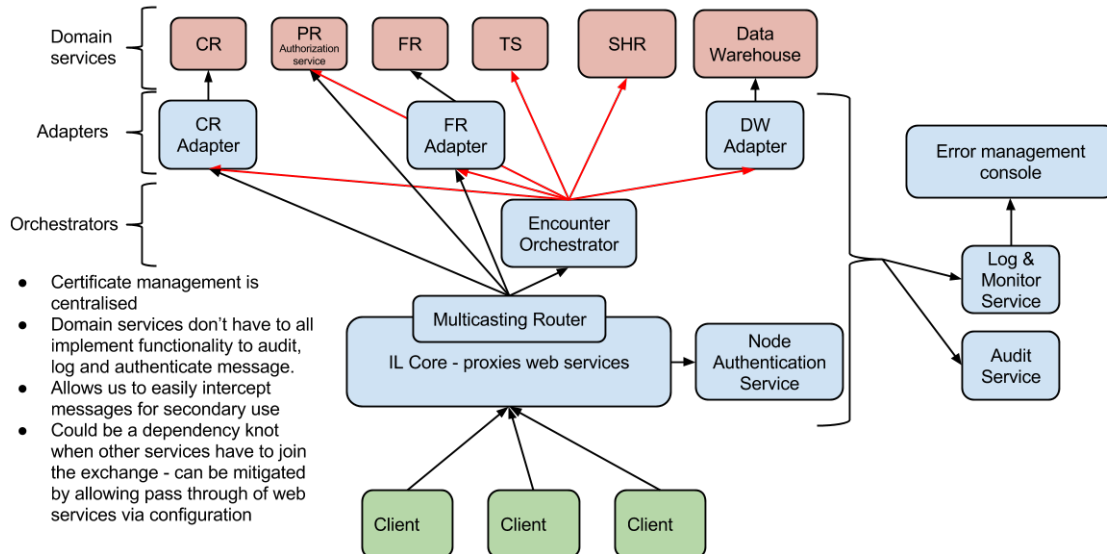 Domain
services
CR
PR
Authorization
service
FR
TS
SHR
Data
Warehouse
Adapters
CR
Adapter
FR
Adapter
DW
Adapter
Error management
console
Orchestrators
Encounter
Orchestrator
Log &
Monitor
Service
Multicasting Router
IL Core - proxies web services
Node
Authentication
Service
Audit
Service
● Certificate management is
centralised
● Domain services don't have to all
implement functionality to audit,
log and authenticate message.
● Allows us to easily intercept
messages for secondary use
● Could be a dependency knot
when other services have to join
the exchange - can be mitigated
by allowing pass through of web
services via configuration
Client
Client
Client